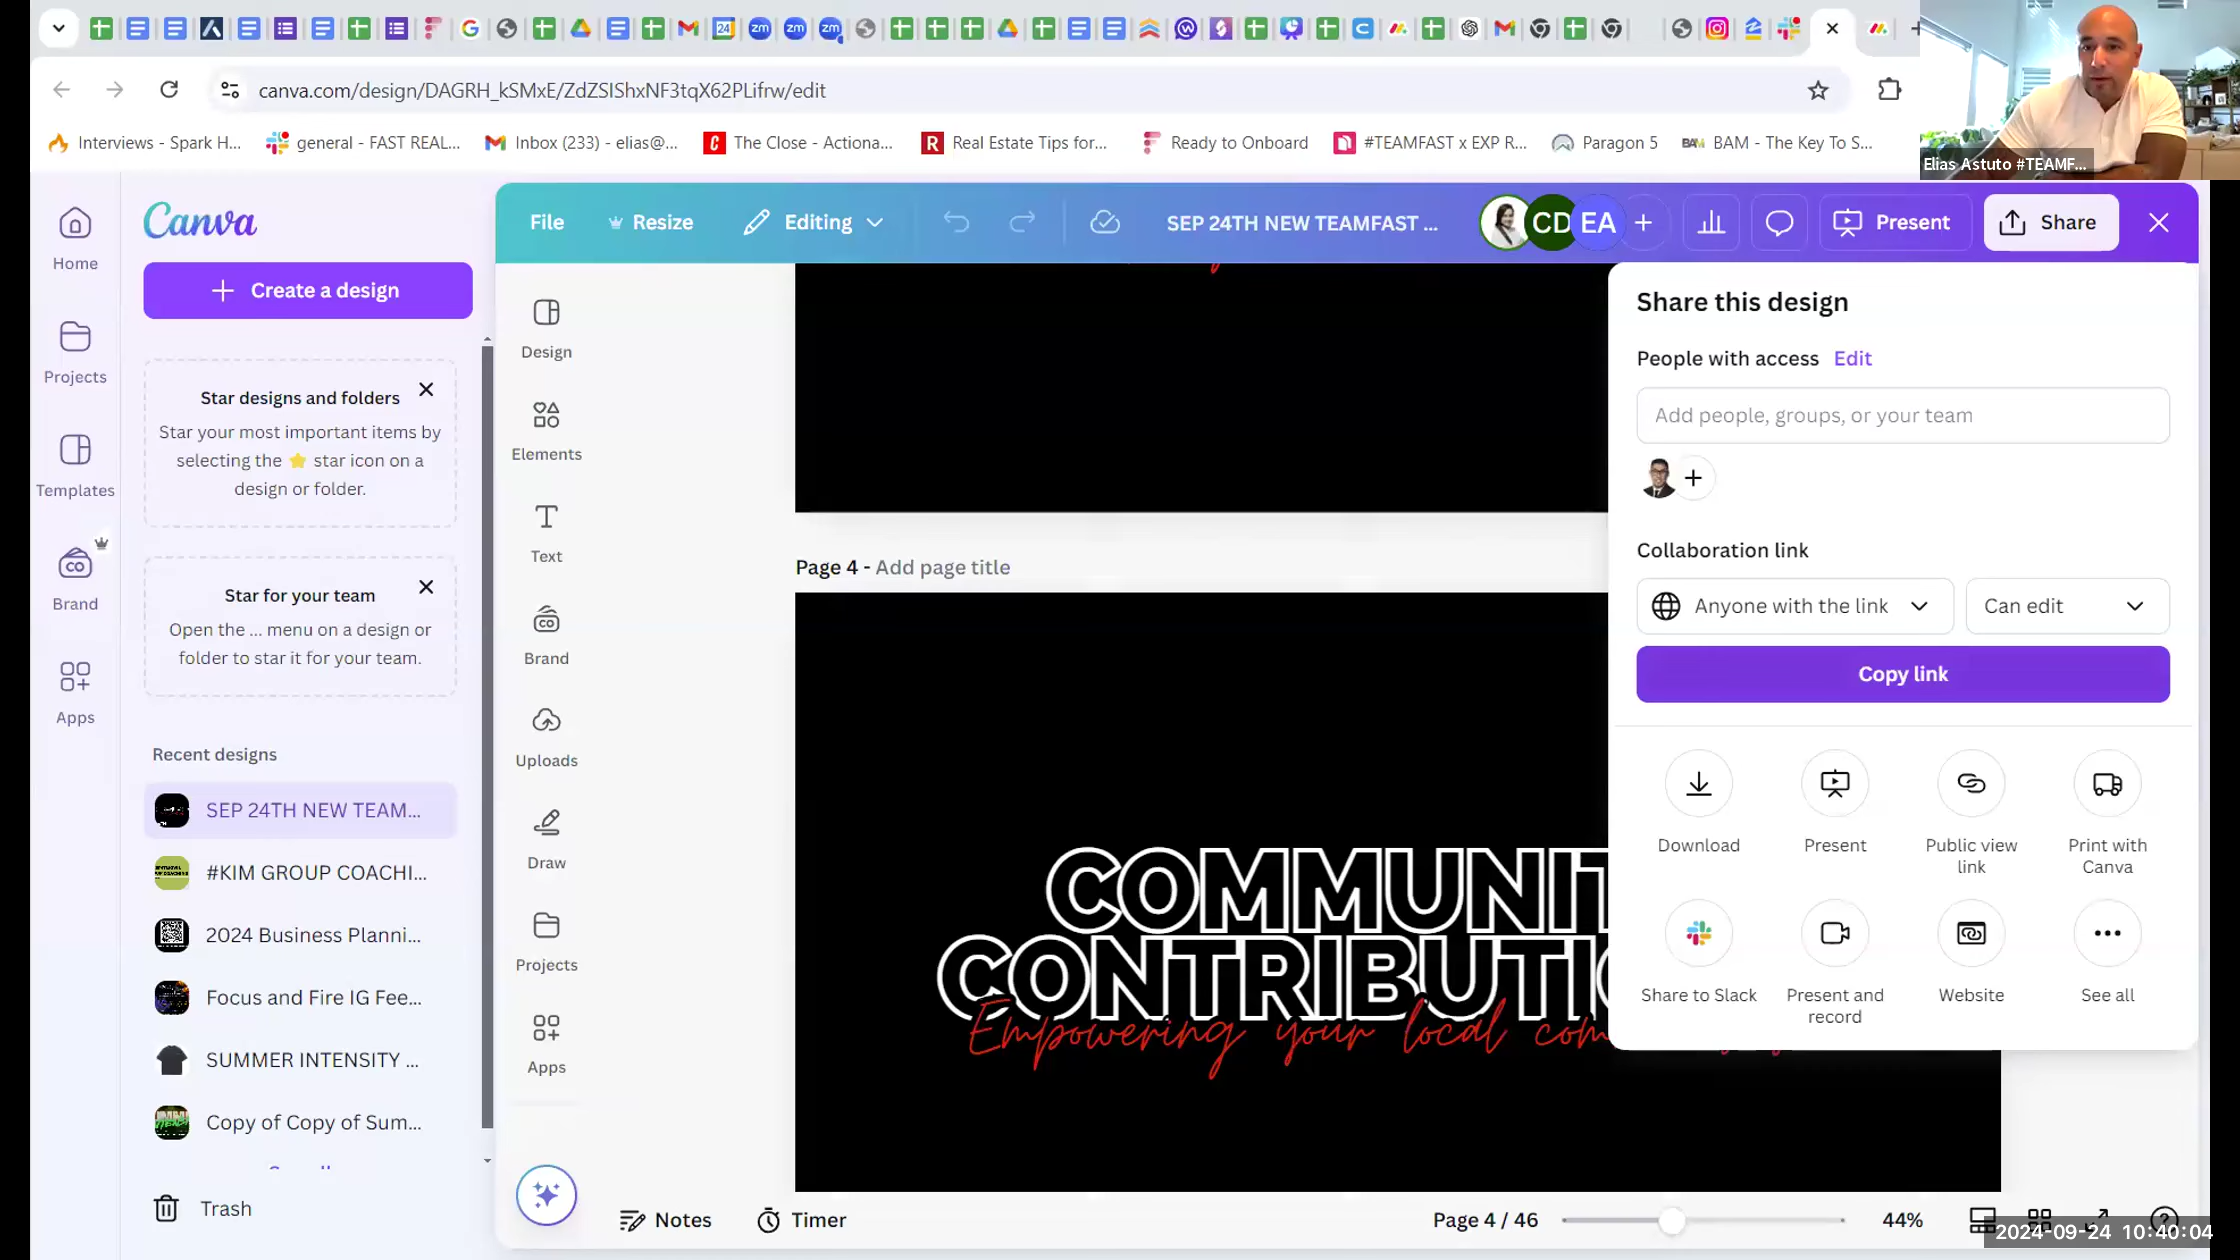 canva.com/design/DAGRH_kSMxE/ZdZSIShxNF3tqX62PLifrw/edit
Interviews - Spark H...
general - FAST REAL...
Inbox (233) - elias@...
The Close - Actiona...
Real Estate Tips for...
Ready to Onboard
#TEAMFAST x EXP R...
Paragon 5
BAM - The Key To S...
Elias Astuto #TEAMF...
Home
Projects
Templates
Brand
Apps
Canva
Create a design
Star designs and folders
Star your most important items by
selecting the star icon on a
design or folder.
Star for your team
Open the ... menu on a design or
folder to star it for your team.
Recent designs
SEP 24TH NEW TEAM...
#KIM GROUP COACHI...
2024 Business Planni...
Focus and Fire IG Fee...
SUMMER INTENSITY ...
Copy of Copy of Sum...
Trash
File
Resize
Editing
SEP 24TH NEW TEAMFAST ...
CD
EA
Present
Share
Design
Elements
Text
Brand
Uploads
Draw
Projects
Apps
Page 4 - Add page title
COMMUNIT
CONTRIBUTIO
Empowering your local com
Share this design
People with access Edit
Add people, groups, or your team
Collaboration link
Anyone with the link
Can edit
Copy link
Download
Present
Public view
link
Print with
Canva
Share to Slack
Present and
record
Website
See all
Notes
Timer
Page 4 / 46
44%
2024-09-24 10:40:04